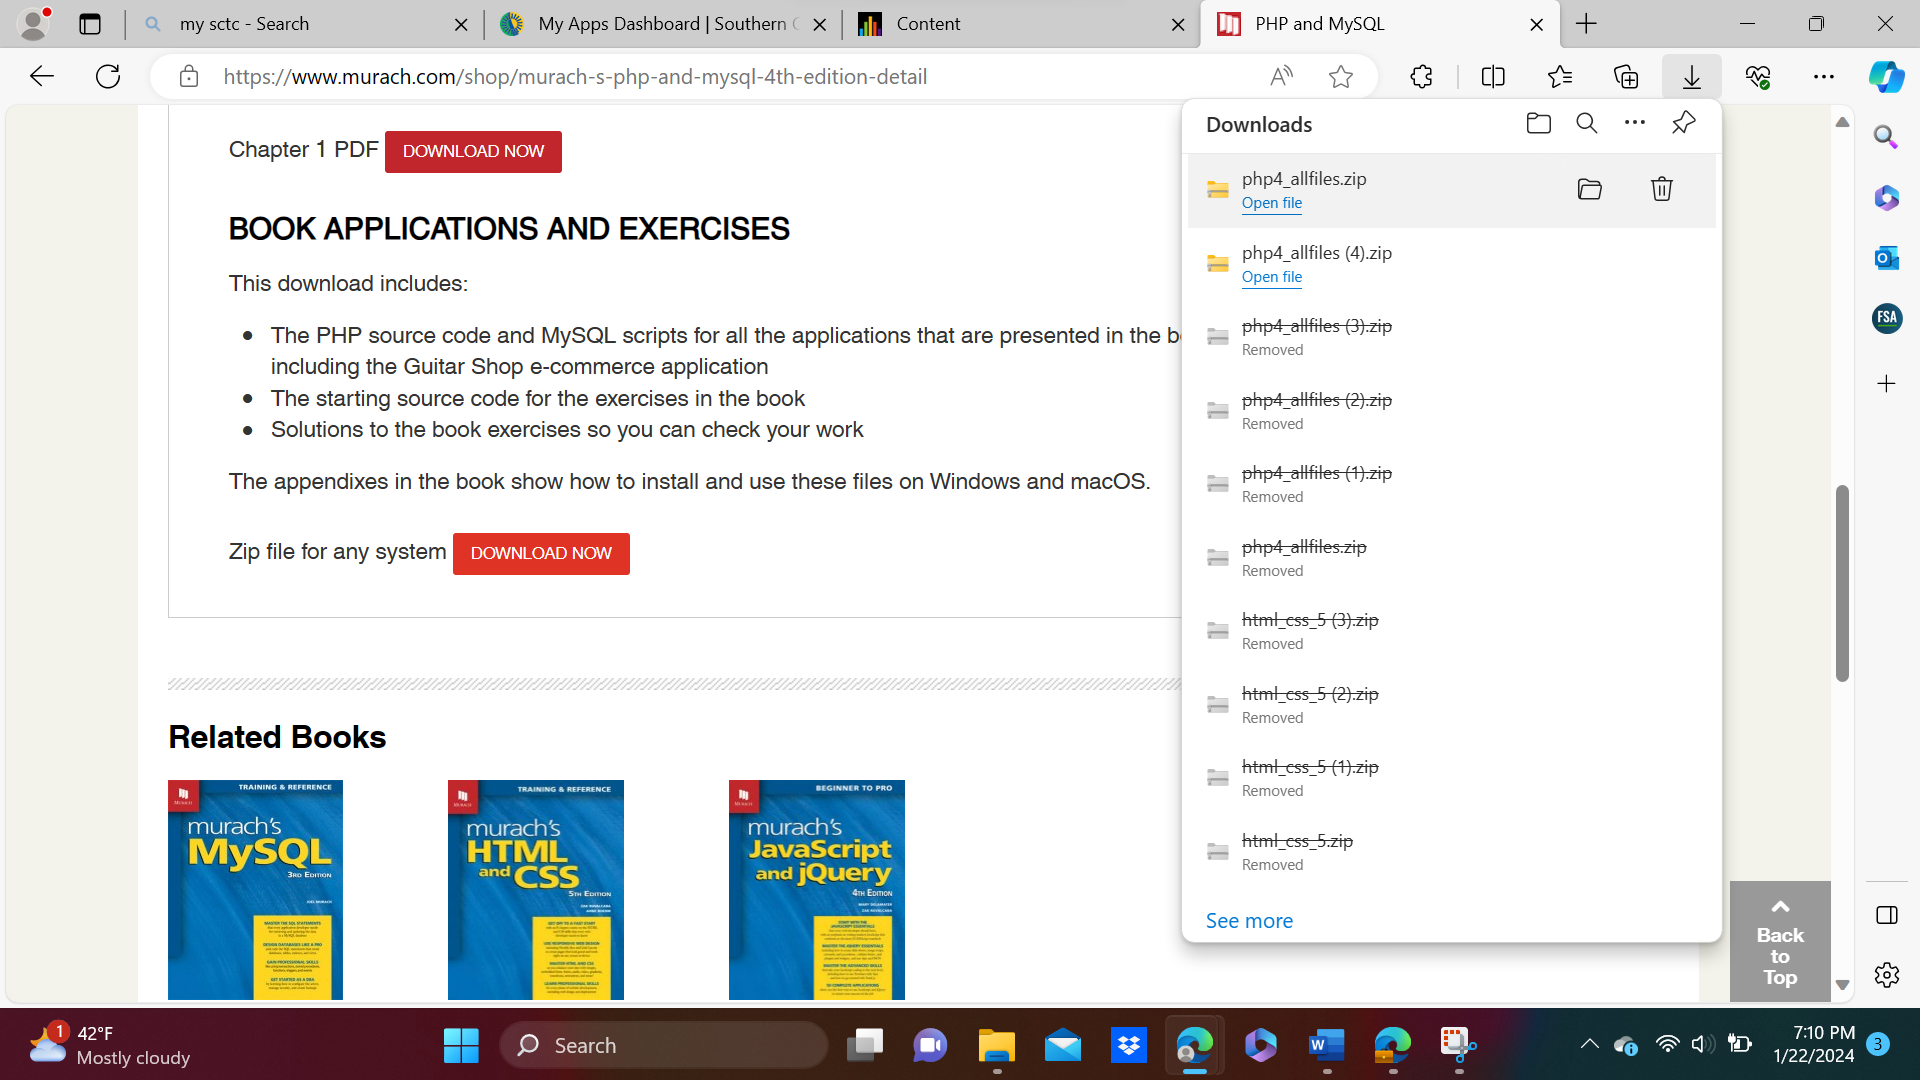 my sctc - Search
My Apps Dashboard | Southern
Content
PHP and MySQL
https://www.murach.com/shop/murach-s-php-and-mysql-4th-edition-detail
Chapter 1 PDF DOWNLOAD NOW
BOOK APPLICATIONS AND EXERCISES
This download includes:
The PHP source code and MySQL scripts for all the applications that are presented in the
including the Guitar Shop e-commerce application
The starting source code for the exercises in the book
Solutions to the book exercises so you can check your work
The appendixes in the book show how to install and use these files on Windows and macOS.
Zip file for any system DOWNLOAD NOW
Related Books
TRAINING & REFERENCE
murach's
MySQL
3RD EDITION
JOEL MURACH
TRAINING & REFERENCE
murach's
HTML
and CSS
5TH EDITION
BEGINNER TO PRO
murach's
JavaScript
and jQuery
4TH EDITION
Downloads
php4_allfiles.zip
Open file
php4_allfiles (4).zip
Open file
php4_allfiles (3).zip
Removed
php4_allfiles (2).zip
Removed
php4_allfiles (1).zip
Removed
php4_allfiles.zip
Removed
html_css_5 (3).zip
Removed
html_css_5 (2).zip
Removed
html_css_5 (1).zip
Removed
html_css_5.zip
Removed
See more
FSA
Back
to
Top
1
42°F
Mostly cloudy
Search
7:10 PM
1/22/2024
3